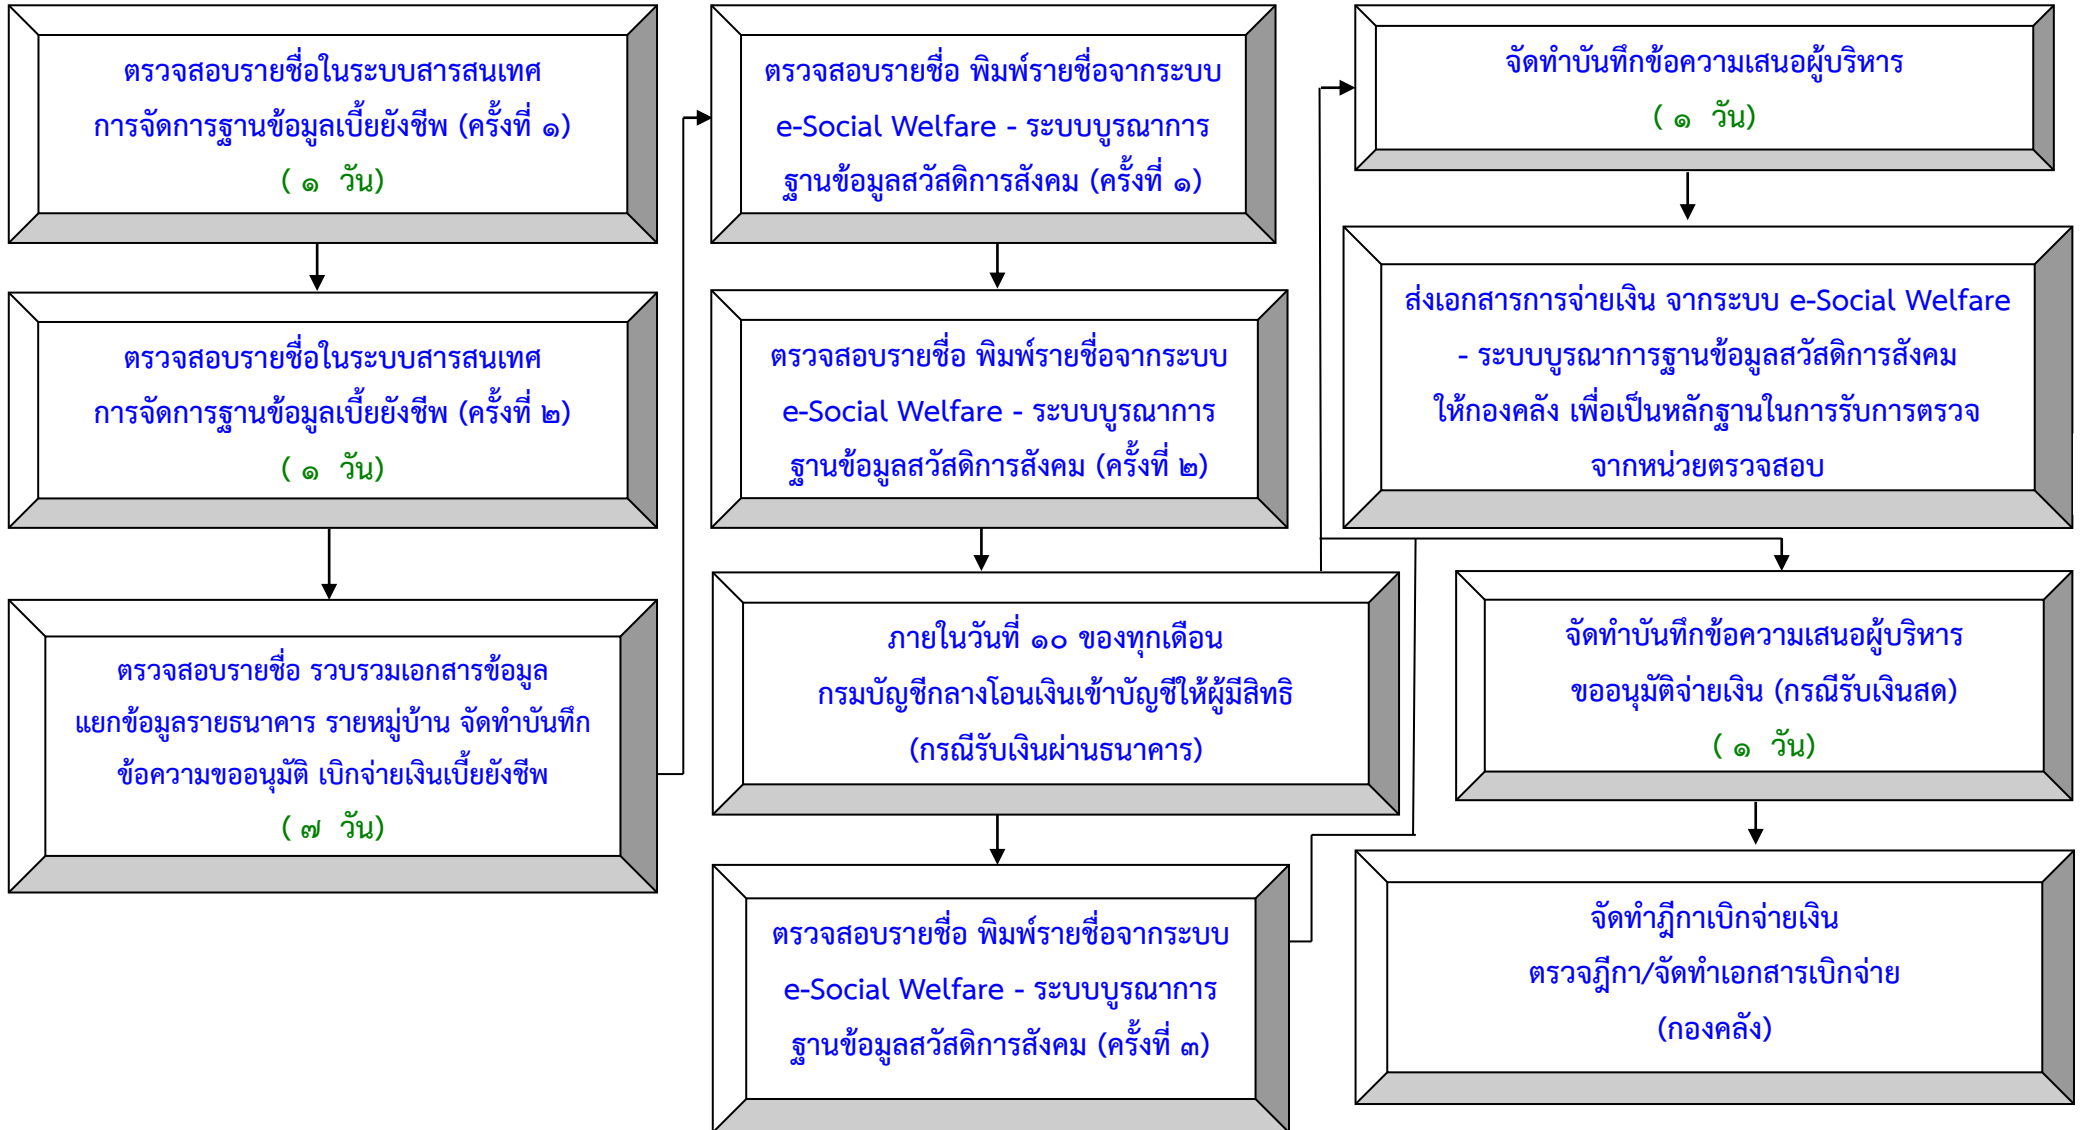 ตรวจสอบรายชื่อในระบบสารสนเทศ
การจัดการฐานข้อมูลเบี้ยยังชีพ (ครั้งที่ ๑)
( ๑ วัน)
ตรวจสอบรายชื่อในระบบสารสนเทศ
การจัดการฐานข้อมูลเบี้ยยังชีพ (ครั้งที่ ๒)
( ๑ วัน)
ตรวจสอบรายชื่อ รวบรวมเอกสารข้อมูล
แยกข้อมูลรายธนาคาร รายหมู่บ้าน จัดทำบันทึก
ข้อความขออนุมัติ เบิกจ่ายเงินเบี้ยยังชีพ
( ๗ วัน)
ตรวจสอบรายชื่อ พิมพ์รายชื่อจากระบบ
e-Social Welfare - ระบบบูรณาการ
ฐานข้อมูลสวัสดิการสังคม (ครั้งที่ ๑)
ตรวจสอบรายชื่อ พิมพ์รายชื่อจากระบบ
e-Social Welfare - ระบบบูรณาการ
ฐานข้อมูลสวัสดิการสังคม (ครั้งที่ ๒)
ภายในวันที่ ๑๐ ของทุกเดือน
กรมบัญชีกลางโอนเงินเข้าบัญชีให้ผู้มีสิทธิ
(กรณีรับเงินผ่านธนาคาร)
ตรวจสอบรายชื่อ พิมพ์รายชื่อจากระบบ
e-Social Welfare - ระบบบูรณาการ
ฐานข้อมูลสวัสดิการสังคม (ครั้งที่ ๓)
จัดทำบันทึกข้อความเสนอผู้บริหาร
( ๑ วัน)
ส่งเอกสารการจ่ายเงิน จากระบบ e-Social Welfare
- ระบบบูรณาการฐานข้อมูลสวัสดิการสังคม
ให้กองคลัง เพื่อเป็นหลักฐานในการรับการตรวจ
จากหน่วยตรวจสอบ
จัดทำบันทึกข้อความเสนอผู้บริหาร
ขออนุมัติจ่ายเงิน (กรณีรับเงินสด)
( ๑ วัน)
จัดทำฎีกาเบิกจ่ายเงิน
ตรวจฎีกา/จัดทำเอกสารเบิกจ่าย
(กองคลัง)